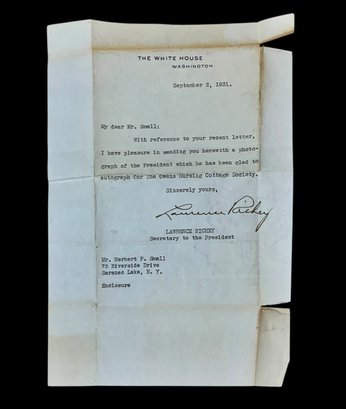 THE WHITE HOUSE
WASHINGTON
September 2, 1931.
My dear Mr. Small:
With reference to your recent letter,
I have pleasure in sending you herewith a photo-
graph of the President which he has been glad to
autograph for The Owens Nursing Cottage Society.
Sincerely yours,
Lawrence Richey
LAWRENCE RICHEY
Secretary to the President
Mr. Herbert P. Small
75 Riverside Drive
Saranac Lake, N. Y.
Enclosure